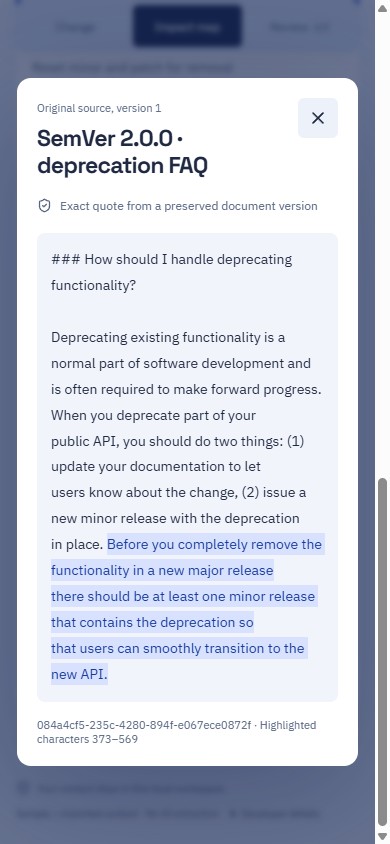 Change
Impact map
Original source, version 1
SemVer 2.0.0 ·
deprecation FAQ
Exact quote from a preserved document version
### How should I handle deprecating
functionality?
Deprecating existing functionality is a
normal part of software development and
is often required to make forward progress.
When you deprecate part of your
public API, you should do two things: (1)
update your documentation to let
users know about the change, (2) issue a
new minor release with the deprecation
in place. Before you completely remove the
functionality in a new major release
there should be at least one minor release
that contains the deprecation so
that users can smoothly transition to the
new API.
084a4cf5-235c-4280-894f-e067ece0872f · Highlighted
characters 373–569